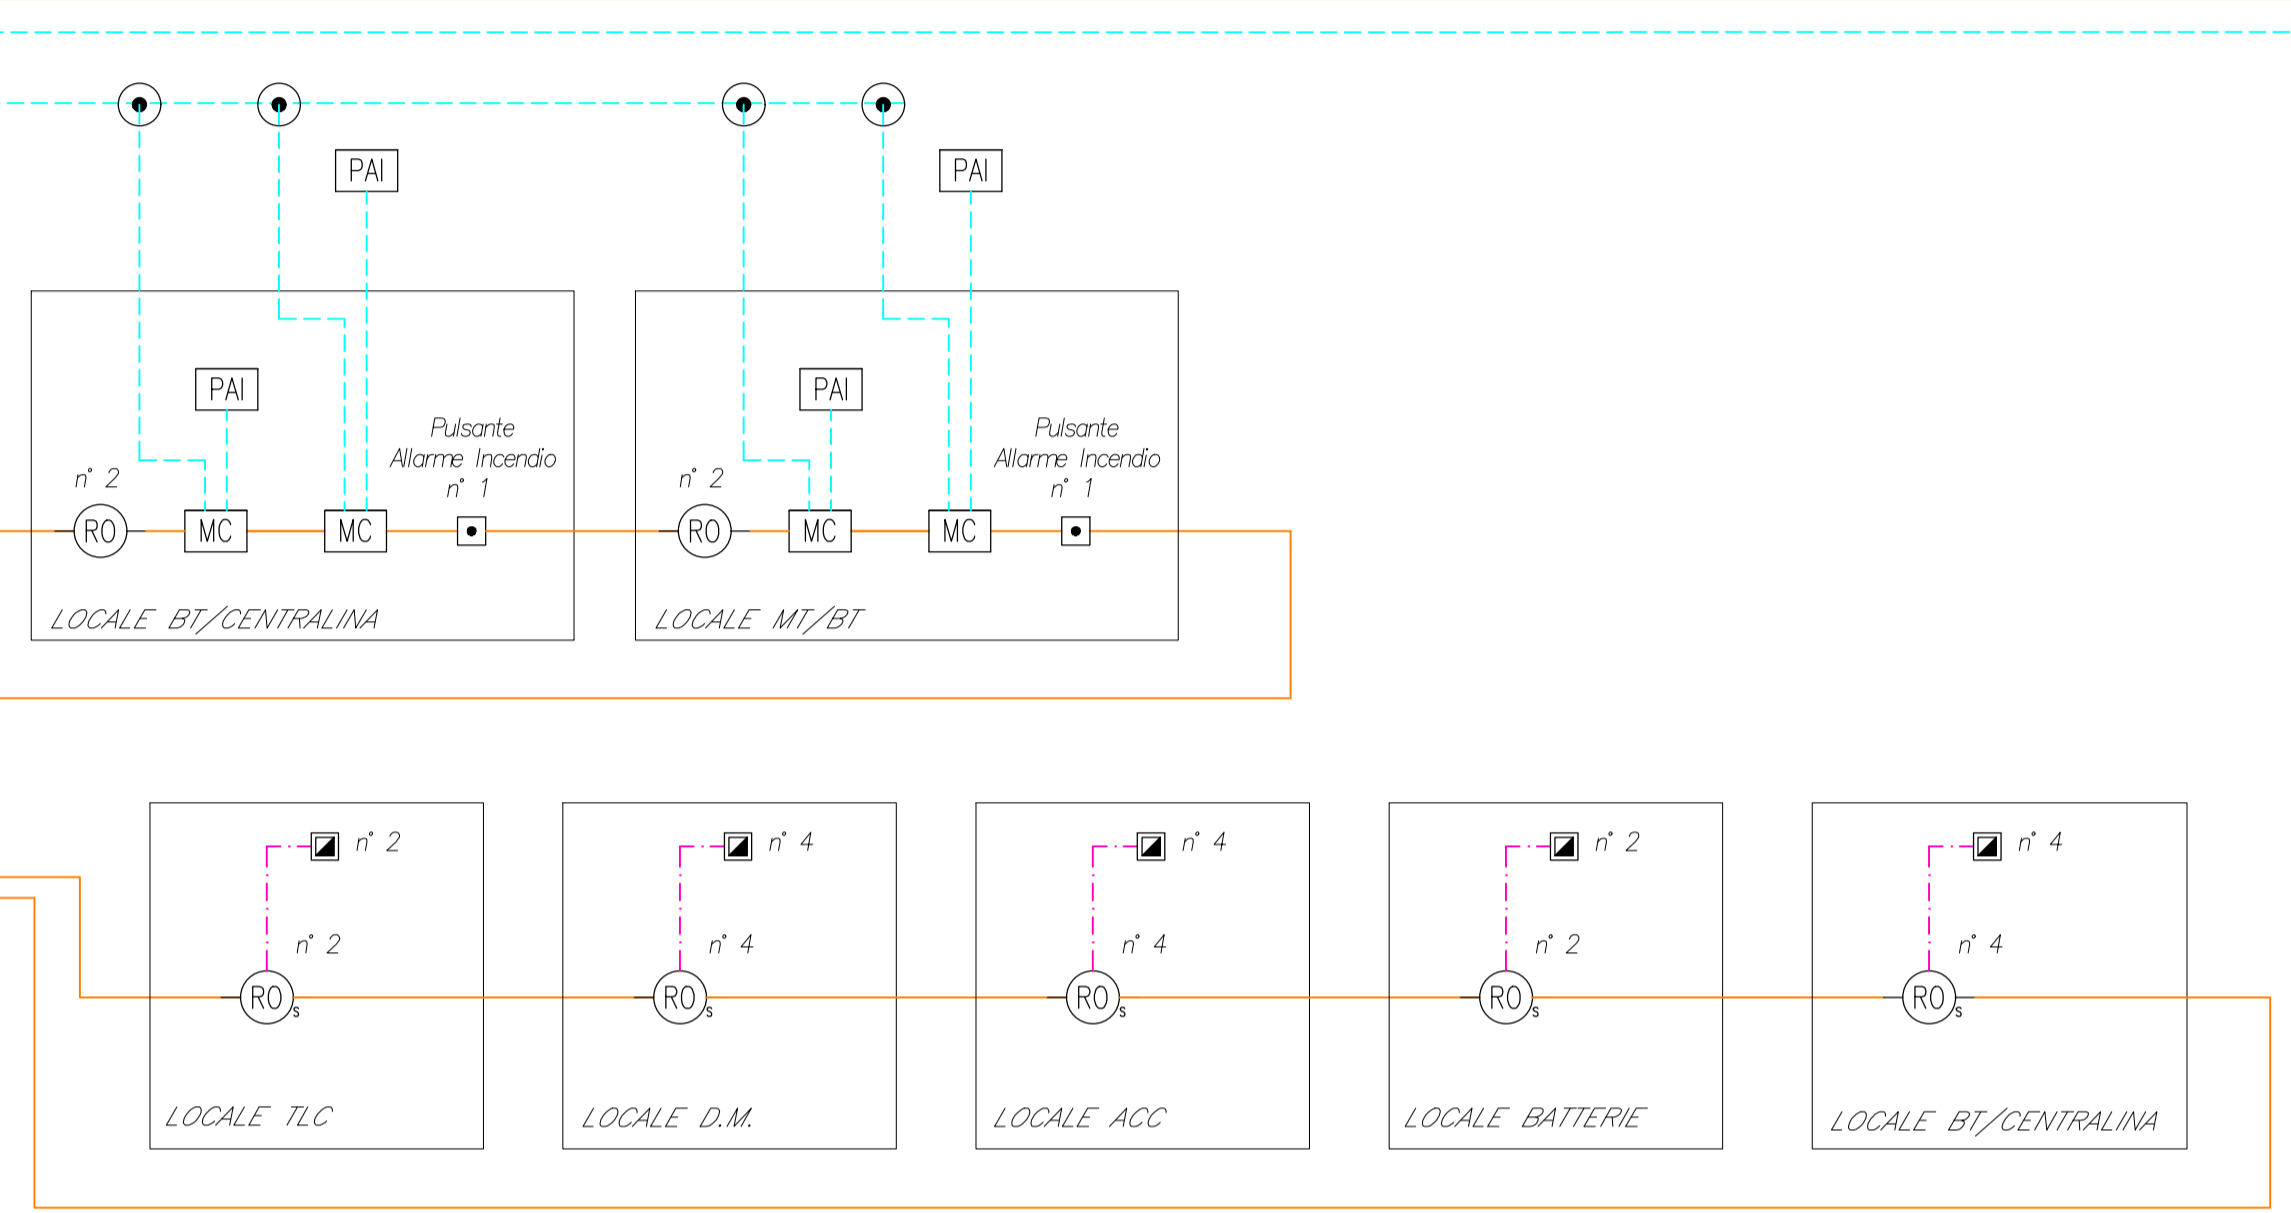 PAI
PAI
PAI
PAI
Pulsante
Allarme Incendio
n° 1
Pulsante
Allarme Incendio
n° 1
n° 2
n° 2
RO
MC
MC
RO
MC
MC
LOCALE BT/CENTRALINA
LOCALE MT/BT
n° 2
n° 4
n° 4
n° 2
n° 4
n° 2
n° 4
n° 4
n° 2
n° 4
RO s
RO s
RO s
RO s
RO s
LOCALE TLC
LOCALE D.M.
LOCALE ACC
LOCALE BATTERIE
LOCALE BT/CENTRALINA